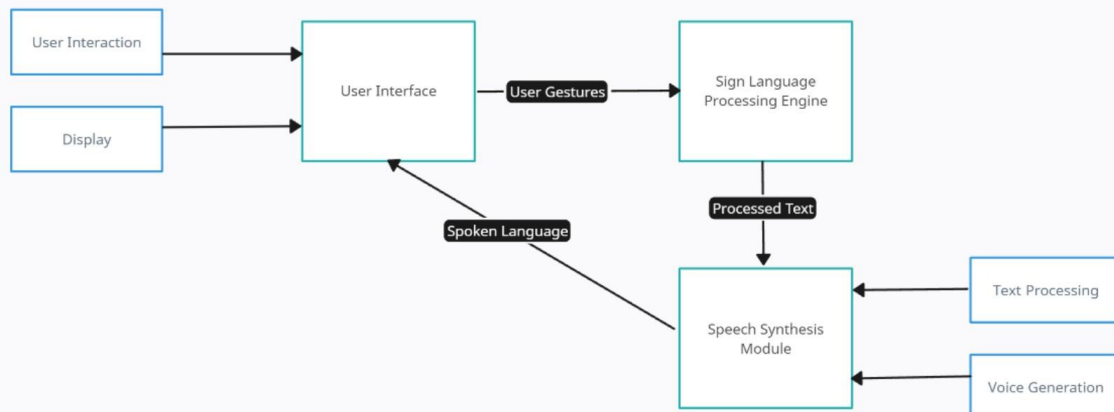 User Interaction
Display
User Interface
User Gestures
Sign Language
Processing Engine
Processed Text
Spoken Language
Speech Synthesis
Module
Text Processing
Voice Generation